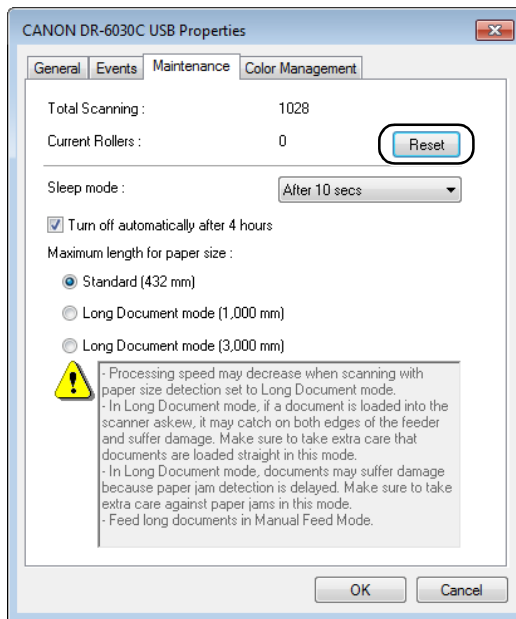 CANON DR-6030C USB Properties
General Events Maintenance Color Management
Total Scanning : 1028
Current Rollers : 0 Reset
Sleep mode : After 10 secs
Turn off automatically after 4 hours
Maximum length for paper size :
Standard (432 mm)
Long Document mode (1,000 mm)
Long Document mode (3,000 mm)
- Processing speed may decrease when scanning with
paper size detection set to Long Document mode.
- In Long Document mode, if a document is loaded into the
scanner askew, it may catch on both edges of the feeder
and suffer damage. Make sure to take extra care that
documents are loaded straight in this mode.
- In Long Document mode, documents may suffer damage
because paper jam detection is delayed. Make sure to take
extra care against paper jams in this mode.
- Feed long documents in Manual Feed Mode.
OK Cancel